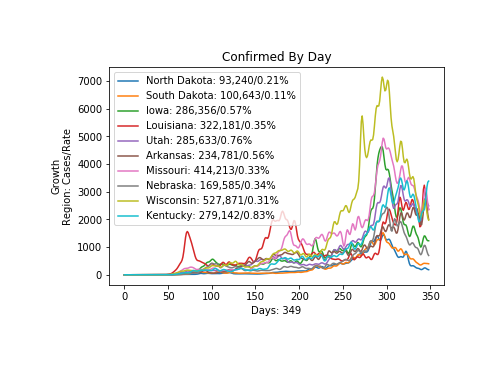 Confirmed By Day
Growth
Region: Cases/Rate
7000
6000
5000
4000
3000
2000
1000
0
North Dakota: 93,240/0.21%
South Dakota: 100,643/0.11%
Iowa: 286,356/0.57%
Louisiana: 322,181/0.35%
Utah: 285,633/0.76%
Arkansas: 234,781/0.56%
Missouri: 414,213/0.33%
Nebraska: 169,585/0.34%
Wisconsin: 527,871/0.31%
Kentucky: 279,142/0.83%
0 50 100 150 200 250 300 350
Days: 349